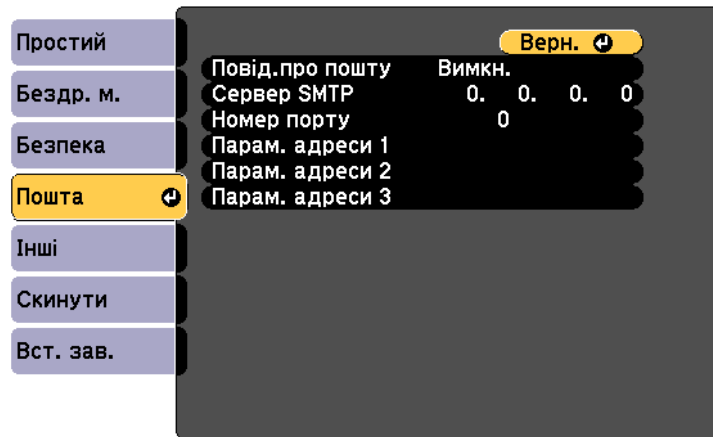 Простий
Бездр. м.
Безпека
Пошта
Інші
Скинути
Вст. зав.
Верн.
Повід.про пошту Вимкн.
Сервер SMTP 0. 0. 0. 0
Номер порту 0
Парам. адреси 1
Парам. адреси 2
Парам. адреси 3